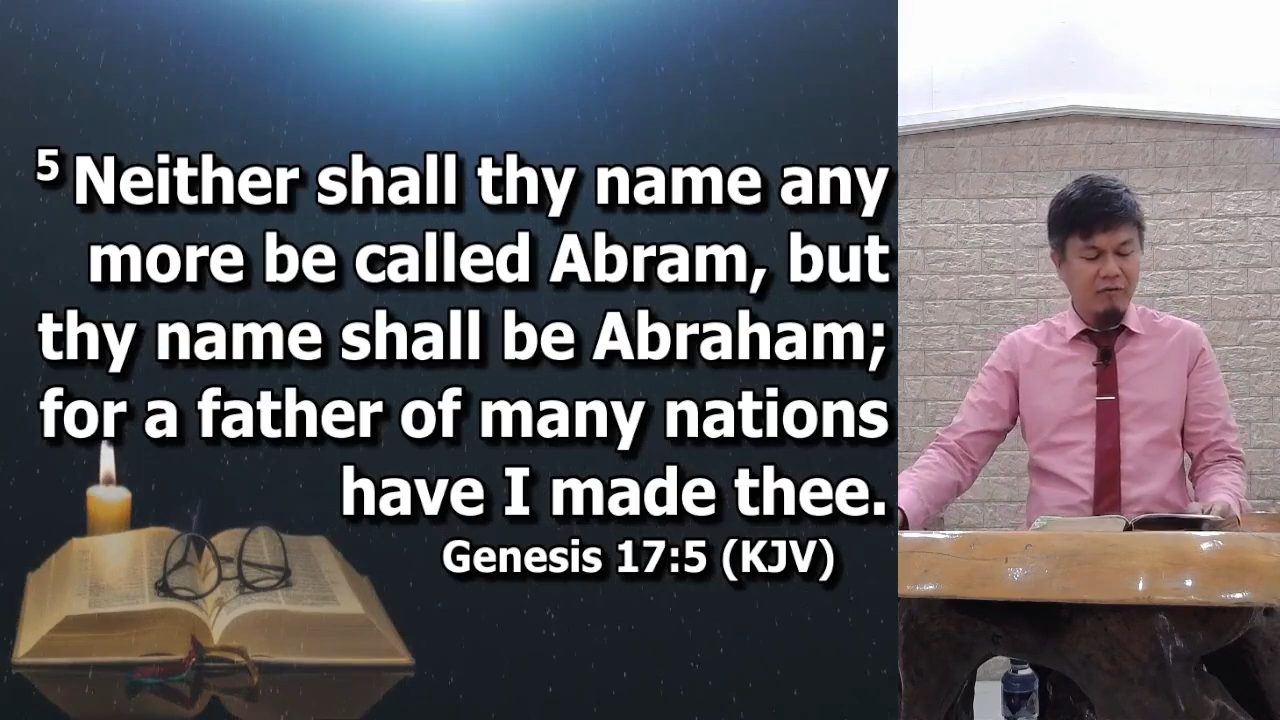 5 Neither shall thy name any
more be called Abram, but
thy name shall be Abraham;
for a father of many nations
have I made thee.
Genesis 17:5 (KJV)